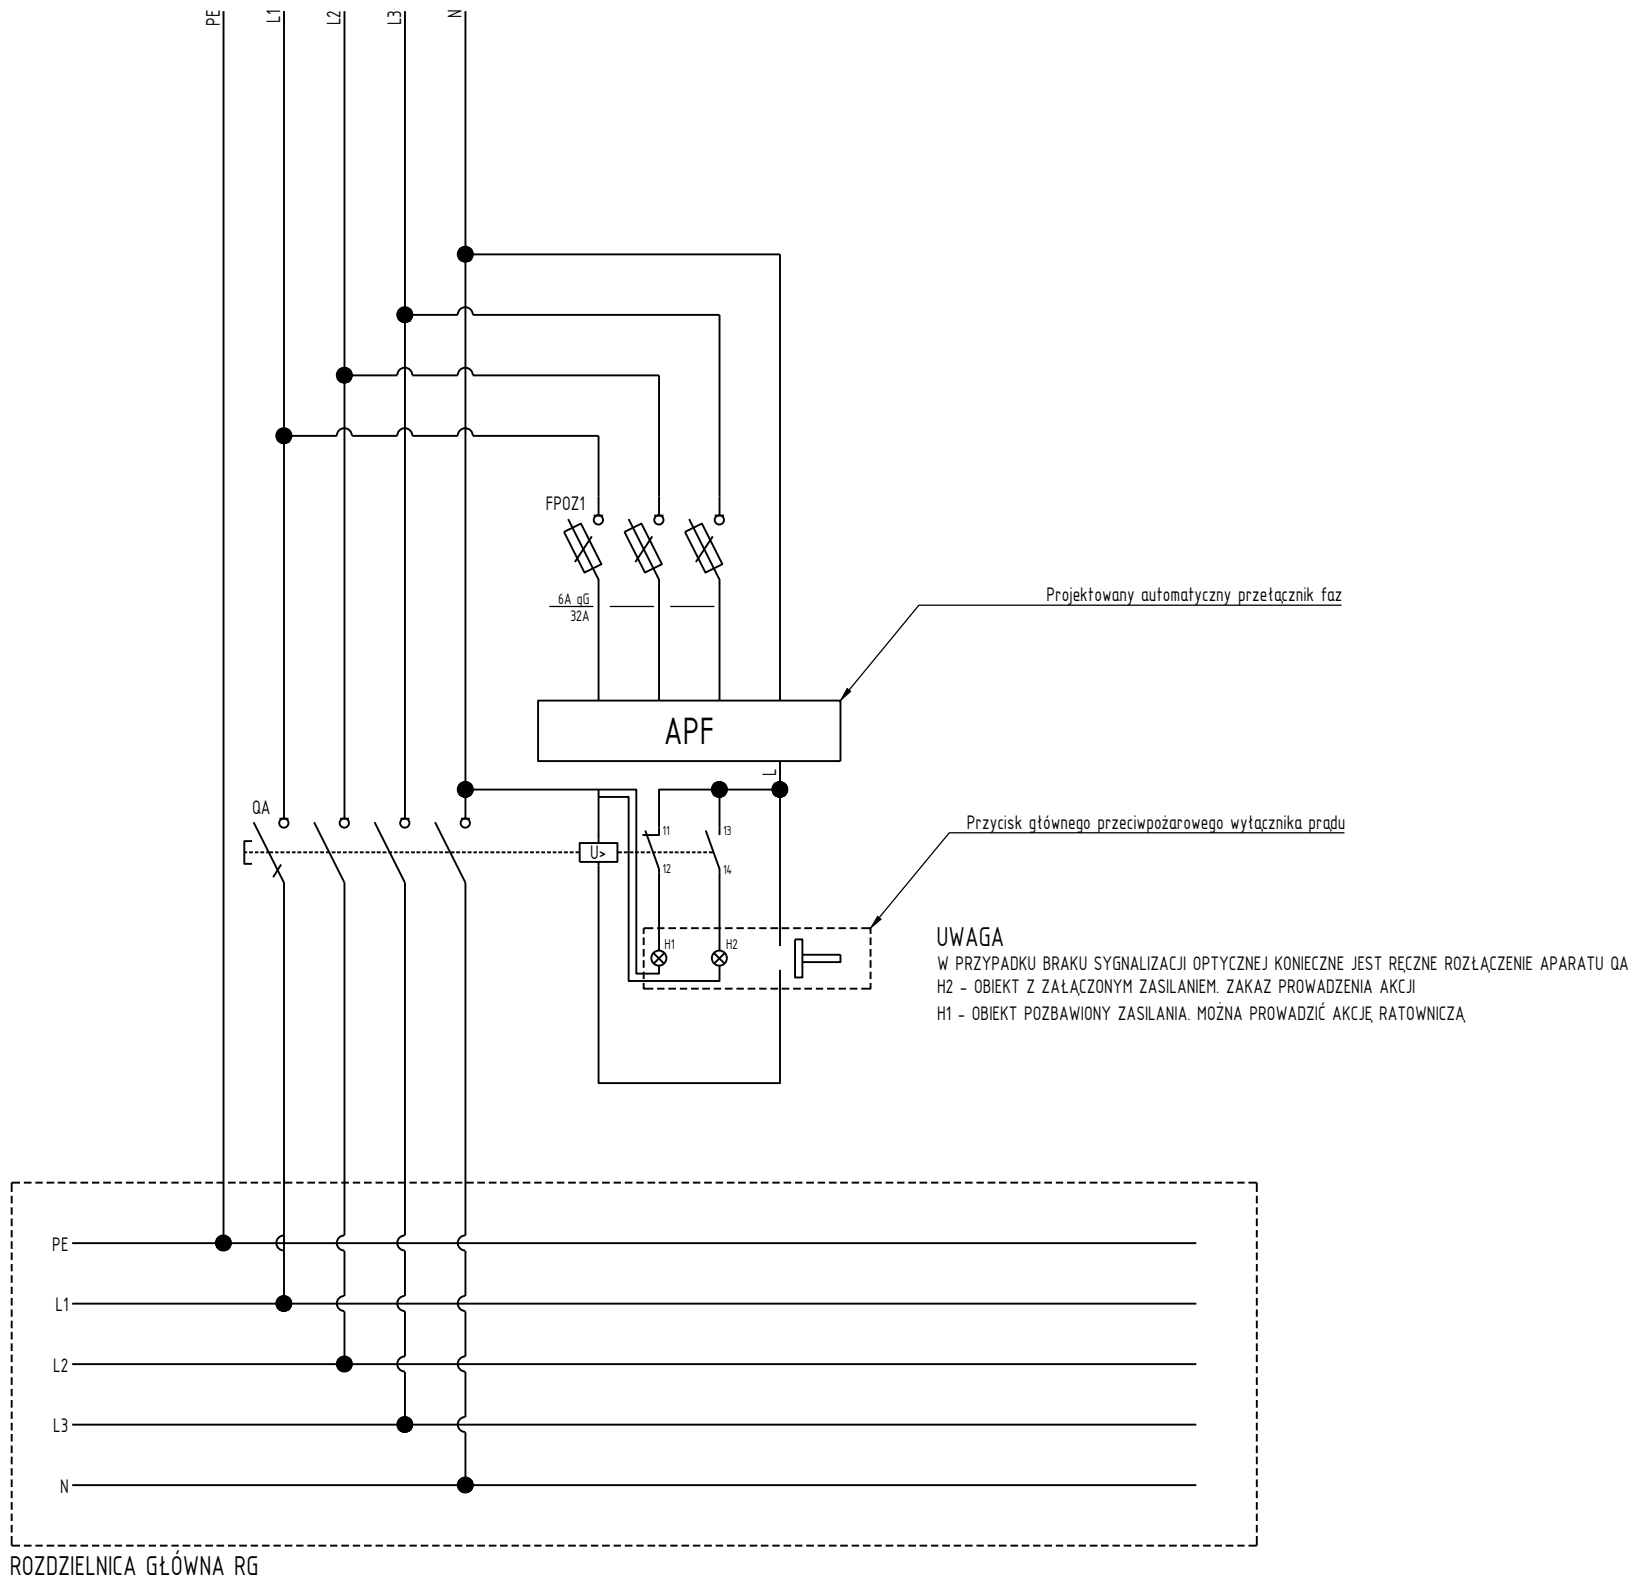 PE L1 L2 L3 N
FPOZ1
6A gG
32A
Projektowany automatyczny przełącznik faz
APF
L
QA
11 13
Przycisk głównego przeciwpożarowego wyłącznika prądu
U>
12 14
H1 H2
UWAGA
W PRZYPADKU BRAKU SYGNALIZACJI OPTYCZNEJ KONIECZNE JEST RĘCZNE ROZŁĄCZENIE APARATU QA
H2 - OBIEKT Z ZAŁĄCZONYM ZASILANIEM. ZAKAZ PROWADZENIA AKCJI
H1 - OBIEKT POZBAWIONY ZASILANIA. MOŻNA PROWADZIĆ AKCJĘ RATOWNICZĄ
PE
L1
L2
L3
N
ROZDZIELNICA GŁÓWNA RG